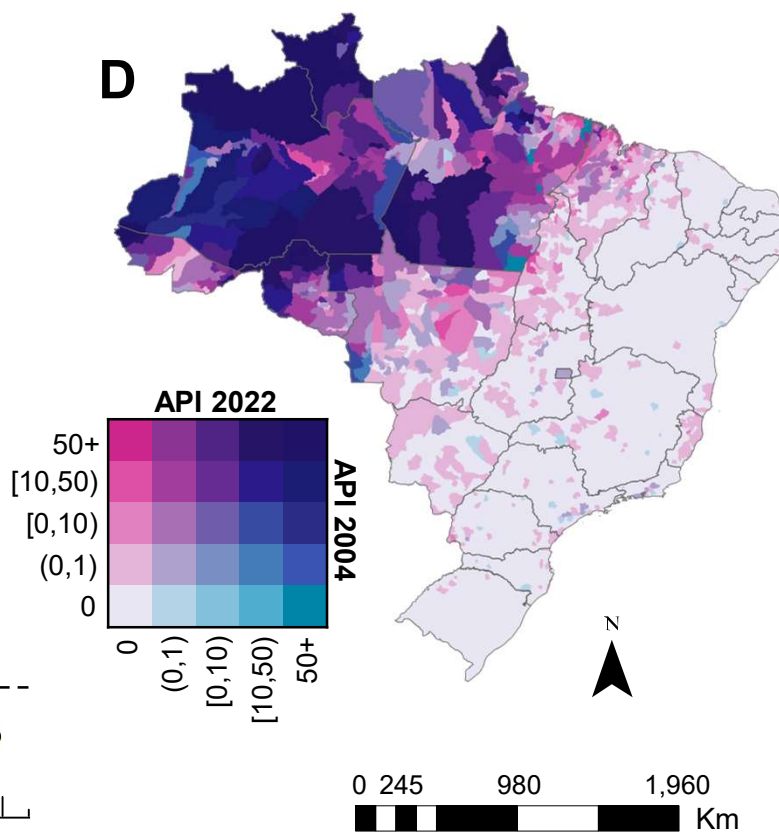 D
API 2022
50+
[10,50)
[0,10)
(0,1)
0
API 2004
0
(0,1)
[0,10)
[10,50)
50+
N
0 245 980 1,960
Km